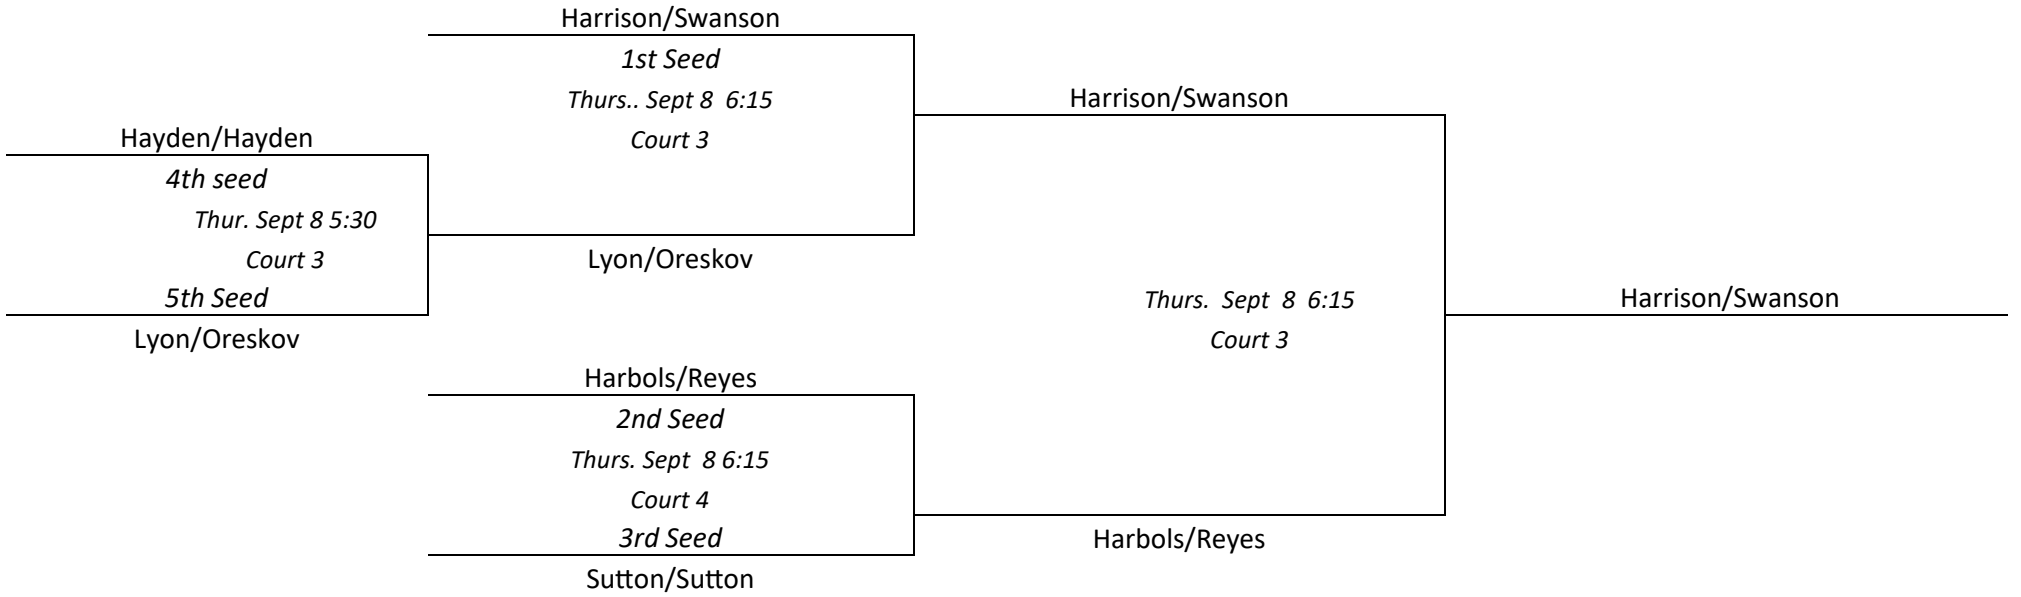 Harrison/Swanson
1st Seed
Thurs.. Sept 8  6:15
Court 3
Harrison/Swanson
Hayden/Hayden
4th seed
Thur. Sept 8 5:30
Court 3
5th Seed
Lyon/Oreskov
Lyon/Oreskov
Thurs.  Sept  8  6:15
Court 3
Harrison/Swanson
Harbols/Reyes
2nd Seed
Thurs. Sept  8 6:15
Court 4
3rd Seed
Sutton/Sutton
Harbols/Reyes